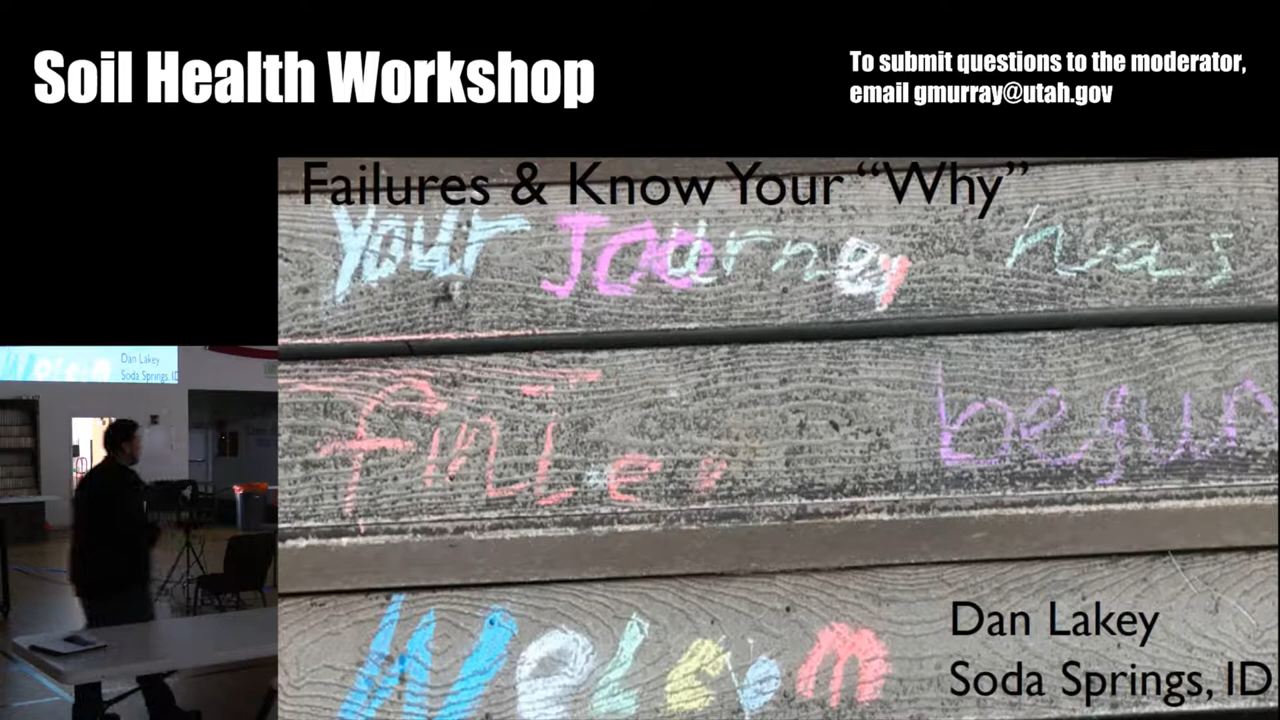 Soil Health Workshop
To submit questions to the moderator,
email gmurray@utah.gov
Failures & Know Your “Why”
Your Journey has
begun
Welcom
Dan Lakey
Soda Springs, ID
Dan Lakey
Soda Springs, ID